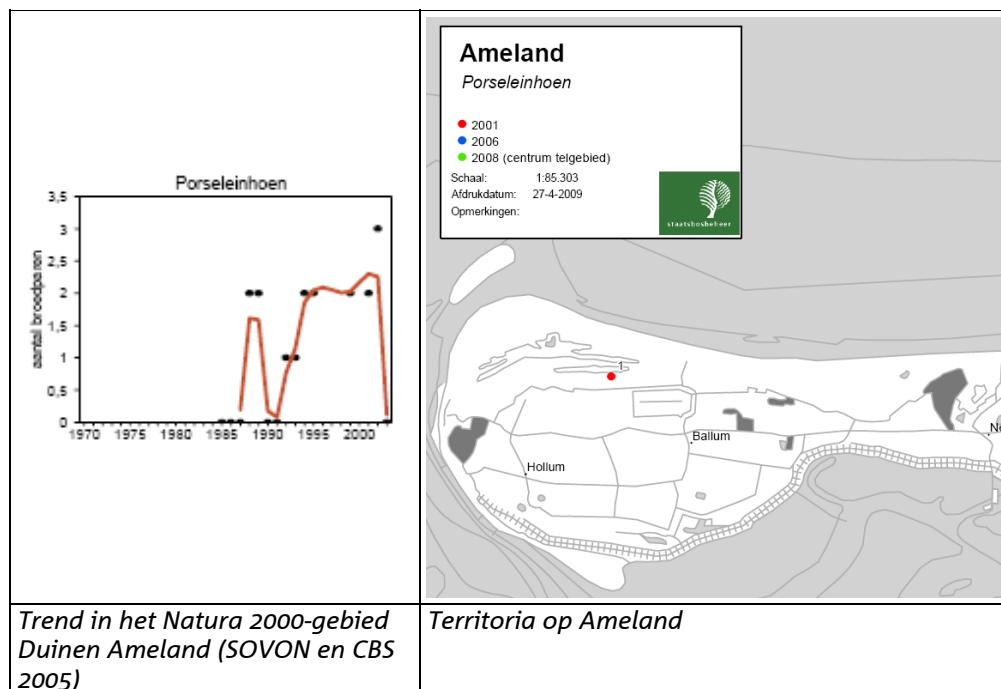 Porseleinhoen
3,5
3
2,5
2
1,5
1
0,5
0
aantal broedparen
1970 1975 1980 1985 1990 1995 2000
Ameland
Porseleinhoen
2001
2006
2008 (centrum telgebied)
Schaal: 1:85.303
Afdrukdatum: 27-4-2009
Opmerkingen:
staatsbosbeheer
1
Ballum
Hollum
Trend in het Natura 2000-gebied
Duinen Ameland (SOVON en CBS
2005)
Territoria op Ameland